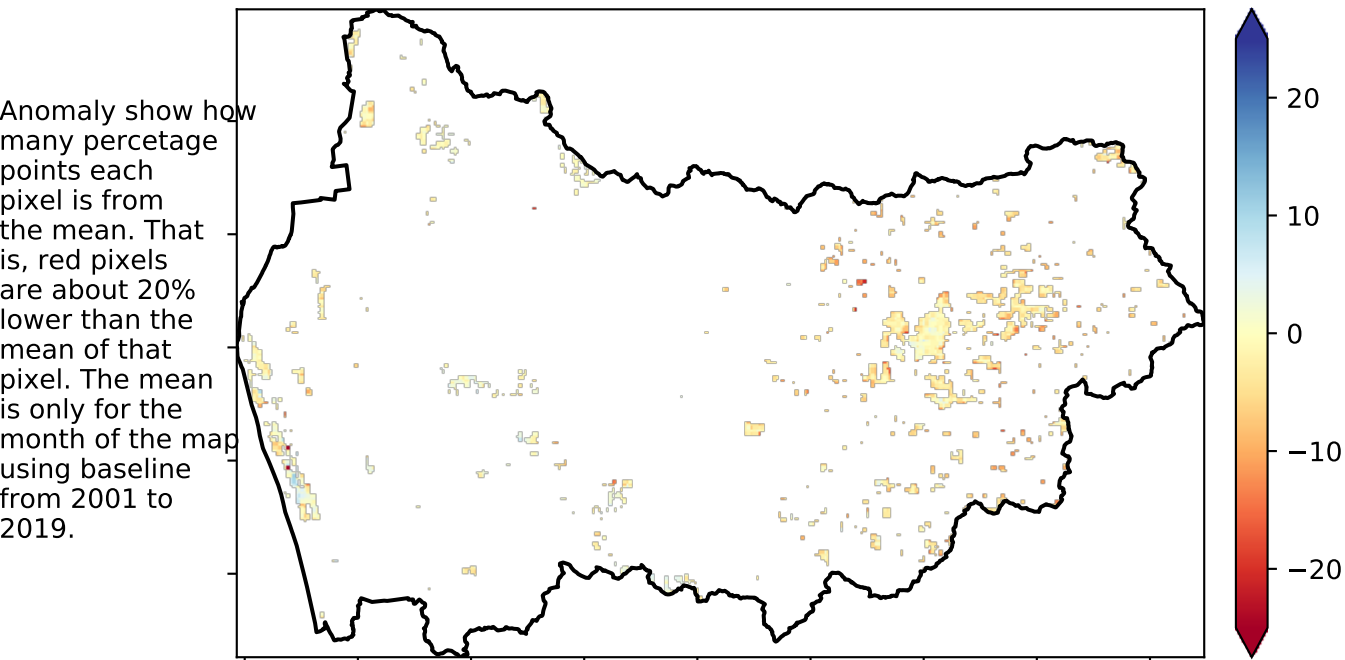 Anomaly show how
many percetage
points each
pixel is from
the mean. That
is, red pixels
are about 20%
lower than the
mean of that
pixel. The mean
is only for the
month of the map
using baseline
from 2001 to
2019.
20
10
0
−10
−20